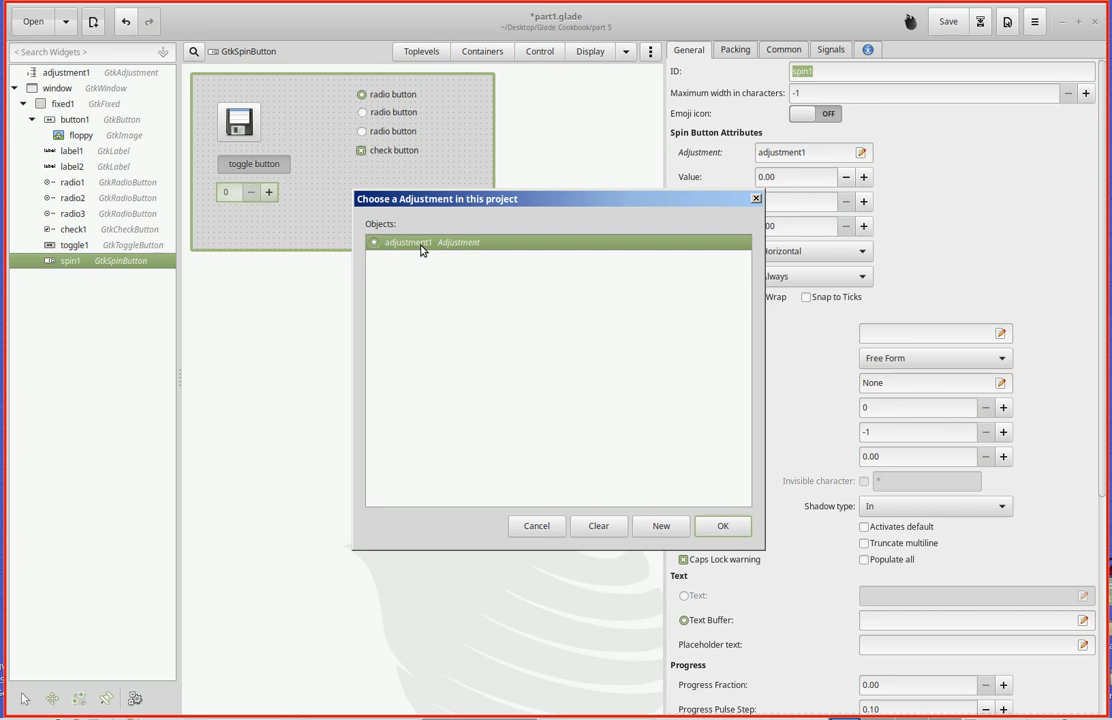 Open
*part1.glade
~/Desktop/Glade Cookbook/part 5
Save
< Search Widgets >
GtkSpinButton
Toplevels
Containers
Control
Display
General
Packing
Common
Signals
adjustment1 GtkAdjustment
window GtkWindow
fixed1 GtkFixed
button1 GtkButton
floppy GtkImage
label1 GtkLabel
label2 GtkLabel
radio1 GtkRadioButton
radio2 GtkRadioButton
radio3 GtkRadioButton
check1 GtkCheckButton
toggle1 GtkToggleButton
spin1 GtkSpinButton
radio button
radio button
radio button
check button
toggle button
0
Choose a Adjustment in this project
Objects:
adjustment1 Adjustment
Cancel
Clear
New
OK
ID:
spin1
Maximum width in characters:
-1
Emoji icon:
OFF
Spin Button Attributes
Adjustment:
adjustment1
Value:
0.00
Wrap
Snap to Ticks
Free Form
None
0
-1
0.00
Invisible character:
*
Shadow type:
In
Activates default
Truncate multiline
Caps Lock warning
Populate all
Text
Text:
Text Buffer:
Placeholder text:
Progress
Progress Fraction:
0.00
Progress Pulse Step:
0.10